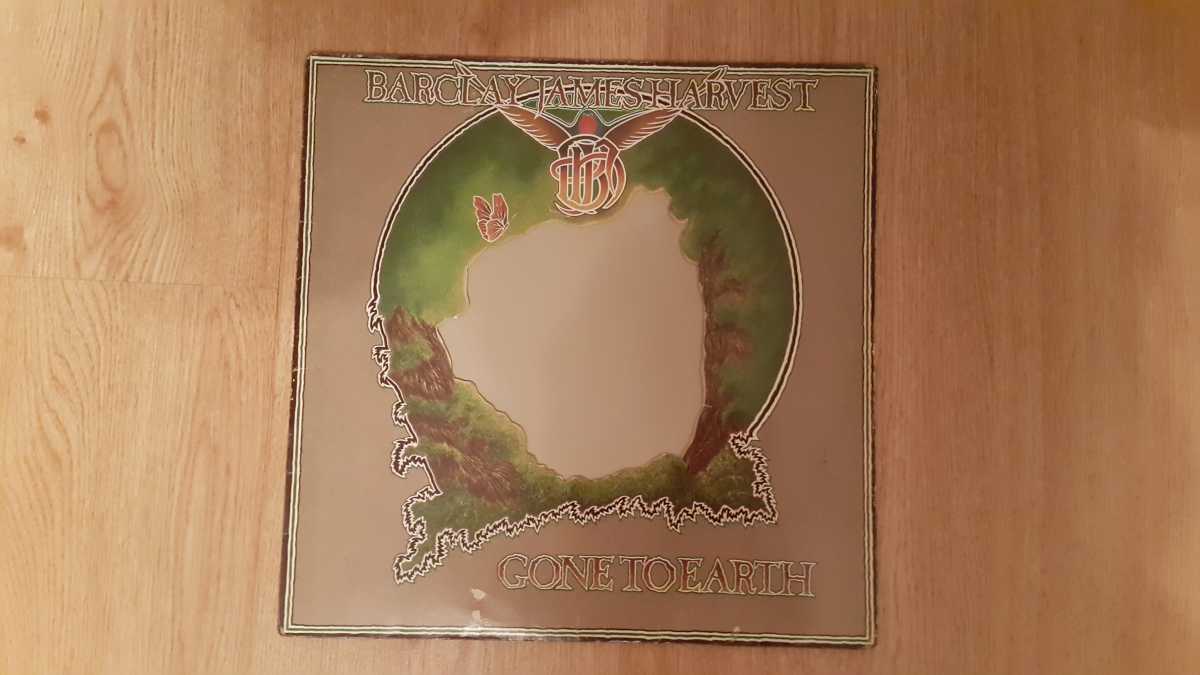 BARCLAY JAMES HARVEST
GONE TO EARTH